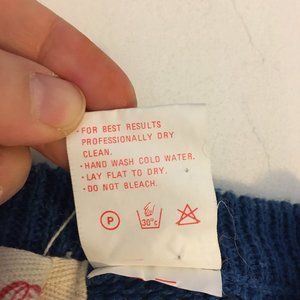 · FOR BEST RESULTS
PROFESSIONALLY DRY
CLEAN.
· HAND WASH COLD WATER.
· LAY FLAT TO DRY.
· DO NOT BLEACH.
P 30°c